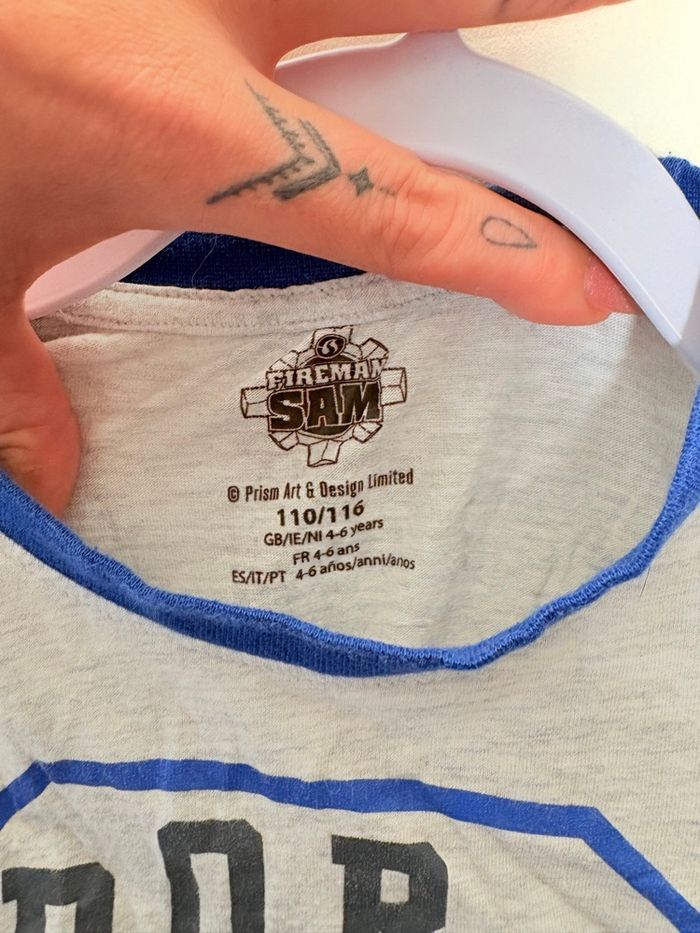 FIREMAN
SAM
© Prism Art & Design Limited
110/116
GB/IE/NI 4-6 years
FR 4-6 ans
ES/IT/PT 4-6 años/anni/anos